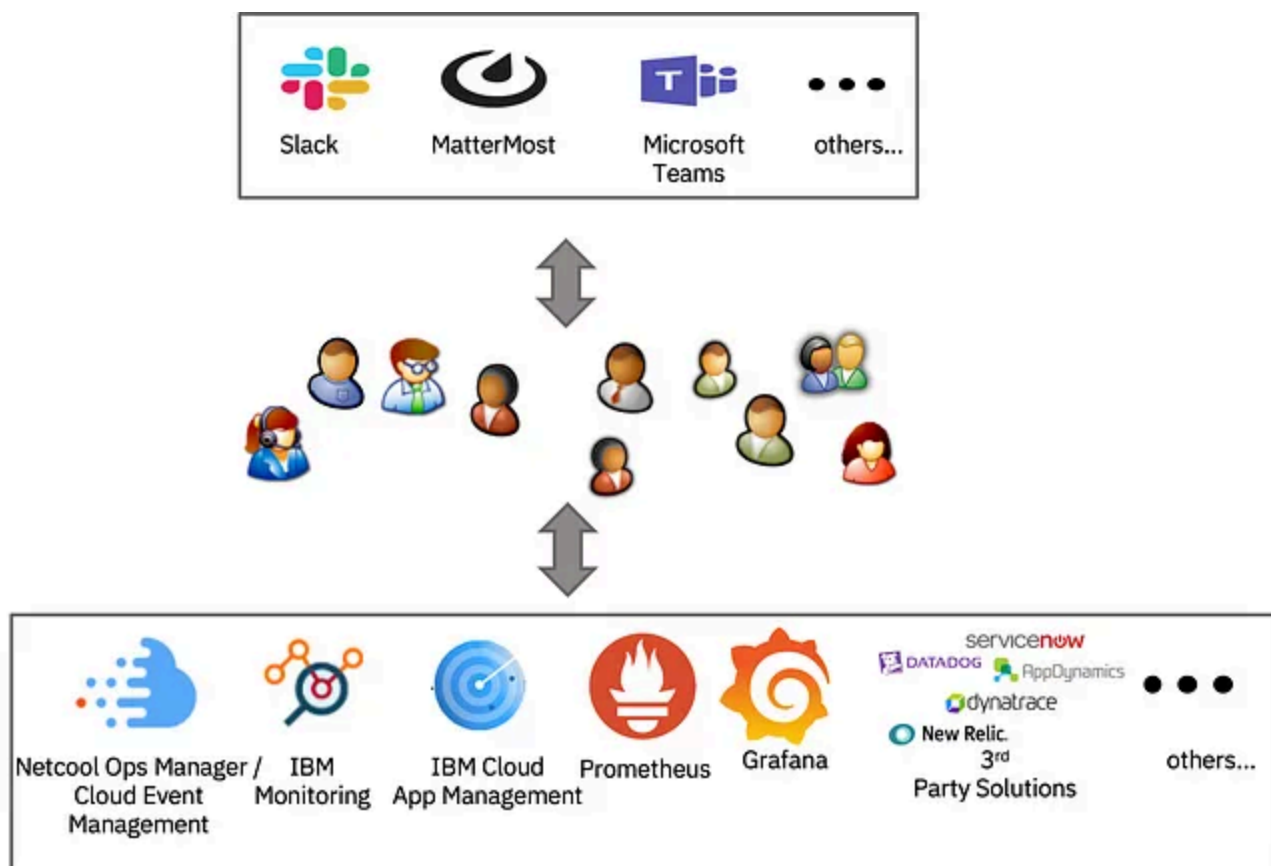 Slack
MatterMost
T
Microsoft
Teams
others...
Netcool Ops Manager /
Cloud Event
Management
IBM
Monitoring
IBM Cloud
App Management
Prometheus
Grafana
servicenow
DATADOG
AppDynamics
dynatrace
New Relic.
3rd
Party Solutions
others...